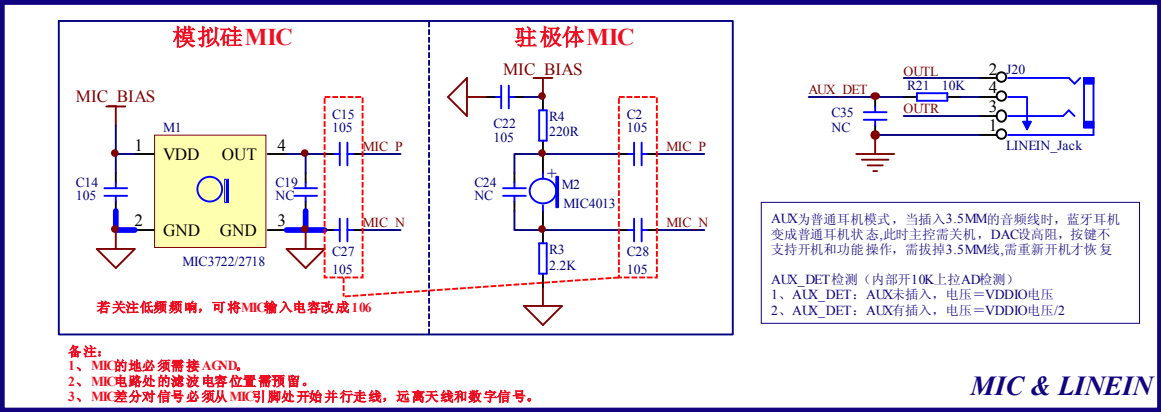 模拟硅MIC
MIC_BIAS
M1
1
VDD
OUT
4
C14
105
C19
NC
2
GND
GND
3
MIC3722/2718
C15
105
MIC_P
MIC_N
C27
105
若关注低频频响，可将MIC输入电容改成106
驻极体MIC
MIC_BIAS
C22
105
R4
220R
C2
105
MIC_P
C24
NC
+
M2
MIC4013
MIC_N
R3
2.2K
C28
105
AUX_DET
OUTL
2
J20
R21
10K
4
OUTR
3
C35
NC
1
LINEIN_Jack
AUX为普通耳机模式，当插入3.5MM的音频线时，蓝牙耳机
变成普通耳机状态,此时主控需关机，DAC设高阻，按键不
支持开机和功能操作，需拔掉3.5MM线,需重新开机才恢复
AUX_DET检测（内部开10K上拉AD检测）
1、AUX_DET：AUX未插入，电压＝VDDIO电压
2、AUX_DET：AUX有插入，电压＝VDDIO电压/2
备注：
1、MIC的地必须需接AGND。
2、MIC电路处的滤波电容位置需预留。
3、MIC差分对信号必须从MIC引脚处开始并行走线，远离天线和数字信号。
MIC & LINEIN